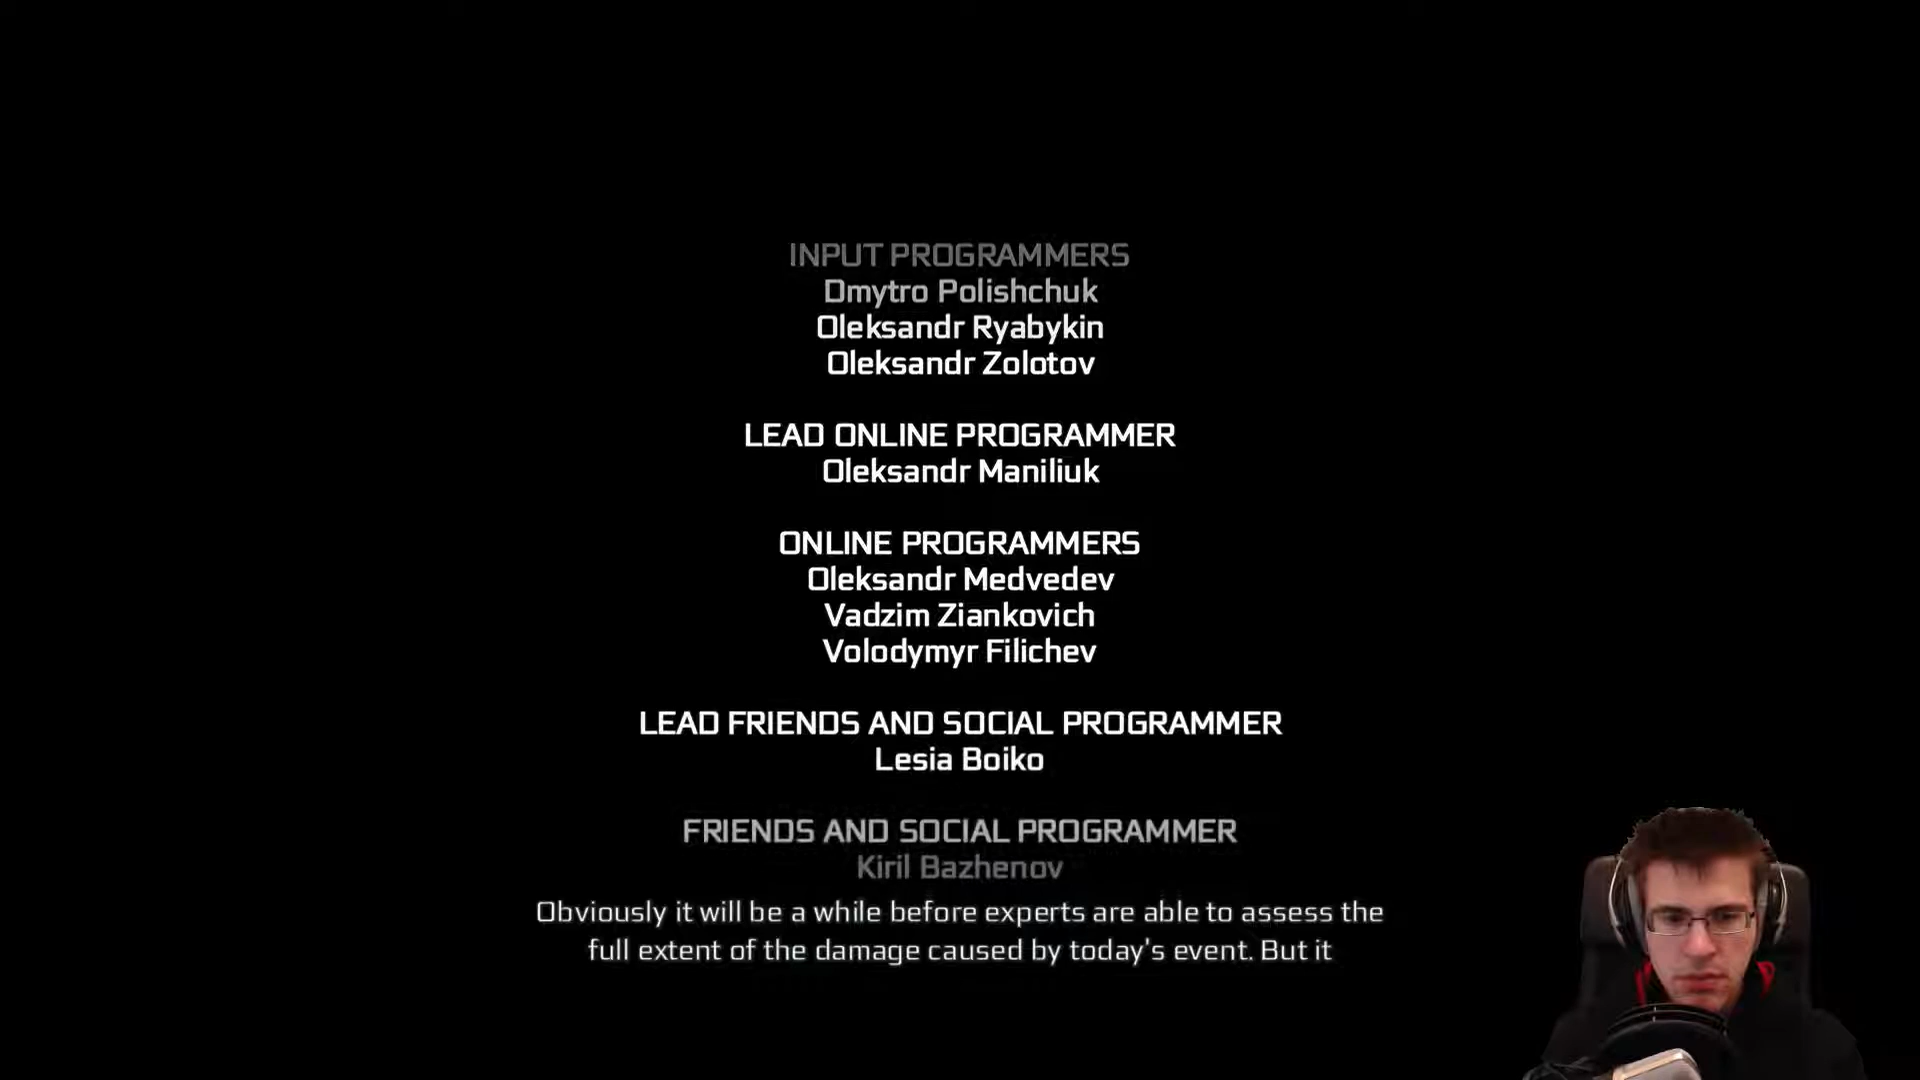 INPUT PROGRAMMERS
Dmytro Polishchuk
Oleksandr Ryabykin
Oleksandr Zolotov
LEAD ONLINE PROGRAMMER
Oleksandr Maniliuk
ONLINE PROGRAMMERS
Oleksandr Medvedev
Vadzim Ziankovich
Volodymyr Filichev
LEAD FRIENDS AND SOCIAL PROGRAMMER
Lesia Boiko
FRIENDS AND SOCIAL PROGRAMMER
Kiril Bazhenov
Obviously it will be a while before experts are able to assess the
full extent of the damage caused by today's event. But it